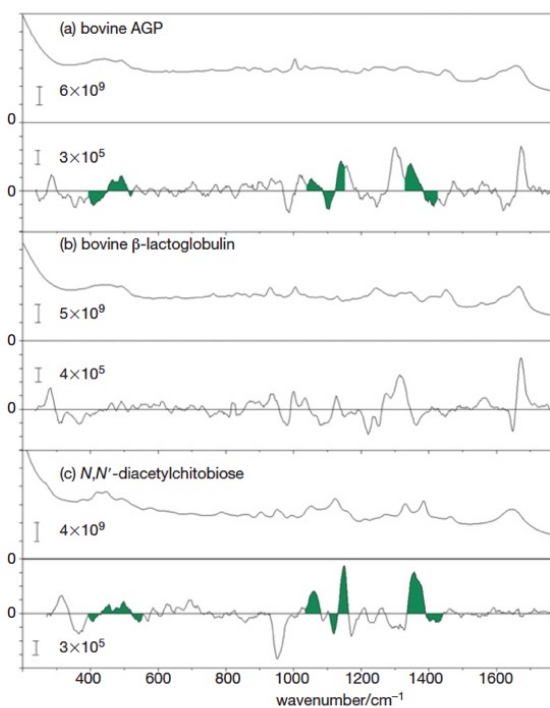 (a) bovine AGP
6×10⁹
0
3×10⁵
0
(b) bovine β-lactoglobulin
5×10⁹
0
4×10⁵
0
(c) N,N′-diacetylchitobiose
4×10⁹
0
0
3×10⁵
400 600 800 1000 1200 1400 1600
wavenumber/cm⁻¹